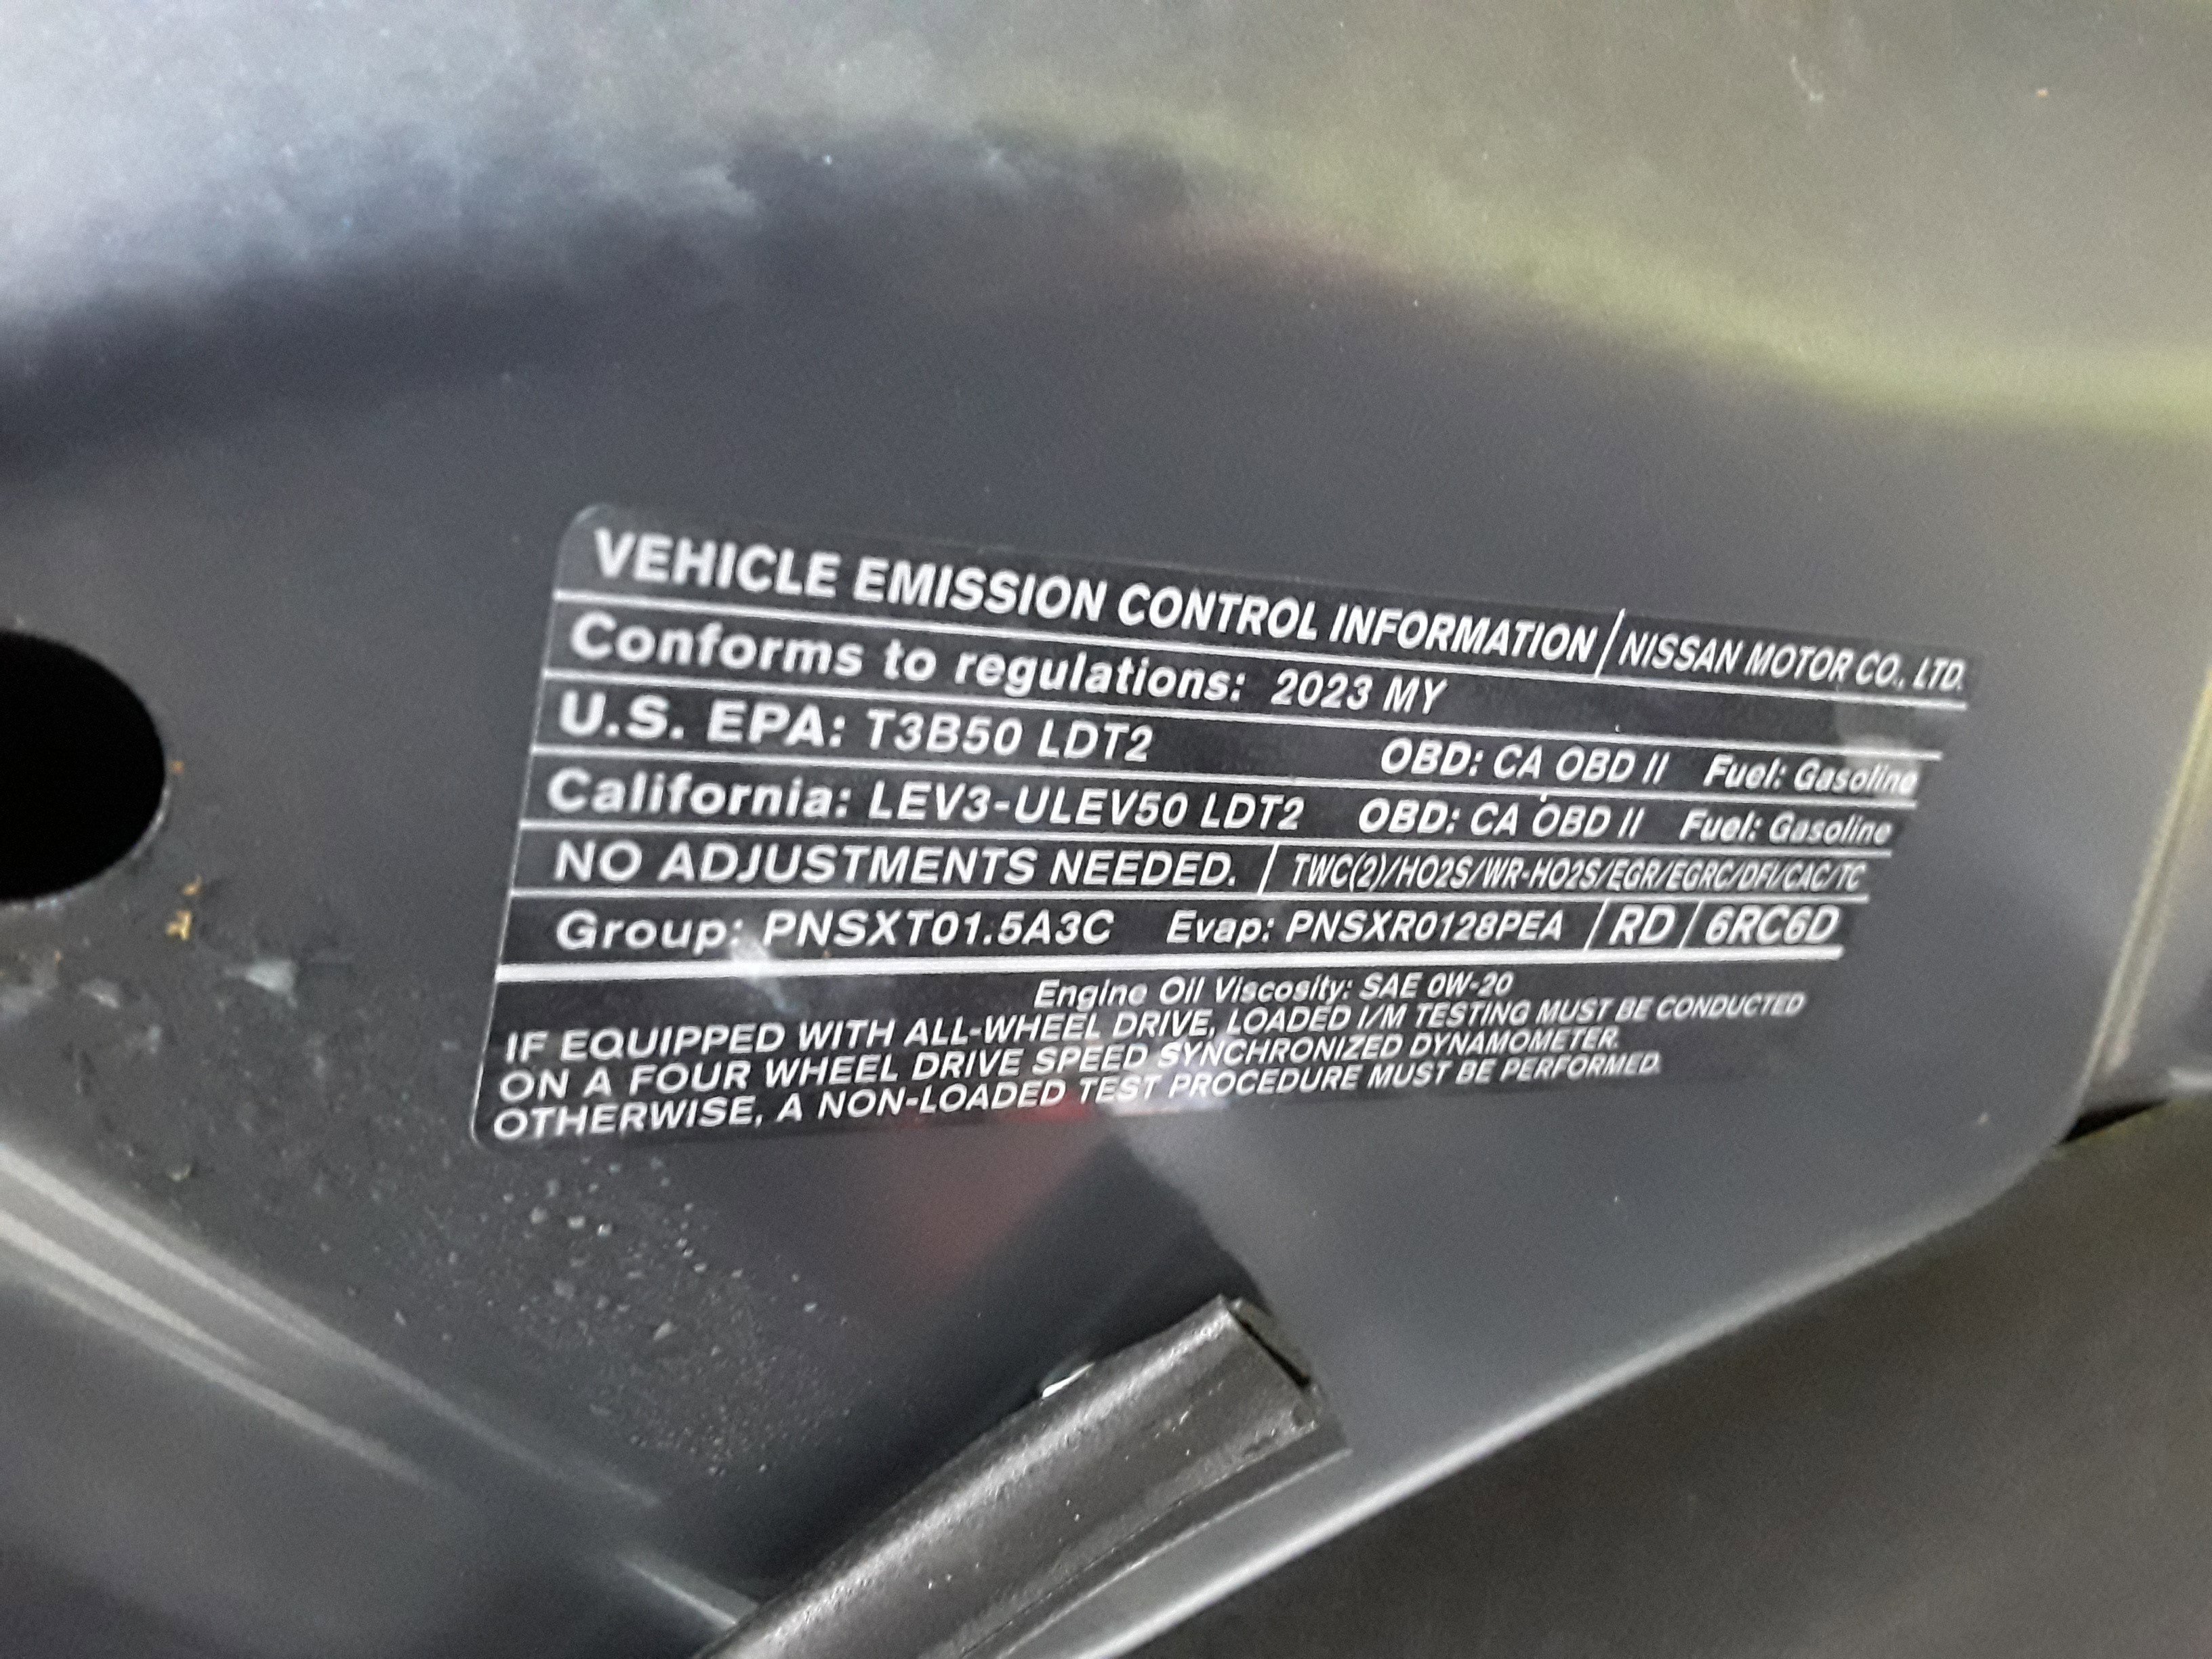 VEHICLE EMISSION CONTROL INFORMATION / NISSAN MOTOR CO., LTD.
Conforms to regulations: 2023 MY
U.S. EPA: T3B50 LDT2 OBD: CA OBD II Fuel: Gasoline
California: LEV3-ULEV50 LDT2 OBD: CA OBD II Fuel: Gasoline
NO ADJUSTMENTS NEEDED. / TWC(2)/HO2S/WR-HO2S/EGR/EGRC/DFI/CAC/TC
Group: PNSXT01.5A3C Evap: PNSXR0128PEA / RD / 6RC6D
Engine Oil Viscosity: SAE 0W-20
IF EQUIPPED WITH ALL-WHEEL DRIVE, LOADED I/M TESTING MUST BE CONDUCTED
ON A FOUR WHEEL DRIVE SPEED SYNCHRONIZED DYNAMOMETER.
OTHERWISE, A NON-LOADED TEST PROCEDURE MUST BE PERFORMED.